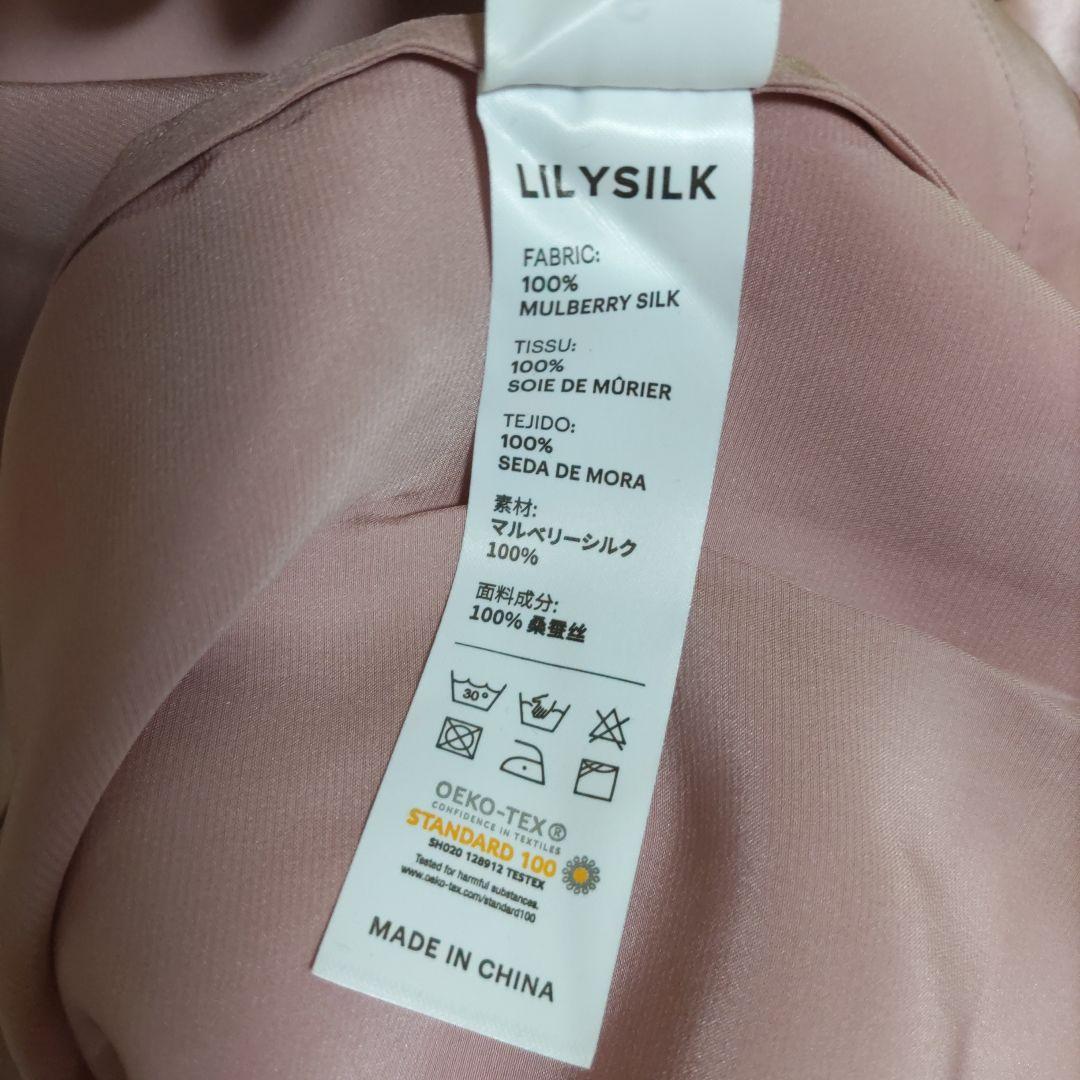 LILYSILK
FABRIC:
100%
MULBERRY SILK
TISSU:
100%
SOIE DE MÛRIER
TEJIDO:
100%
SEDA DE MORA
素材:
マルベリーシルク
100%
面料成分:
100% 桑蚕丝
30°
OEKO-TEX®
CONFIDENCE IN TEXTILES
STANDARD 100
SH020 128912 TESTEX
Tested for harmful substances.
www.oeko-tex.com/standard100
MADE IN CHINA